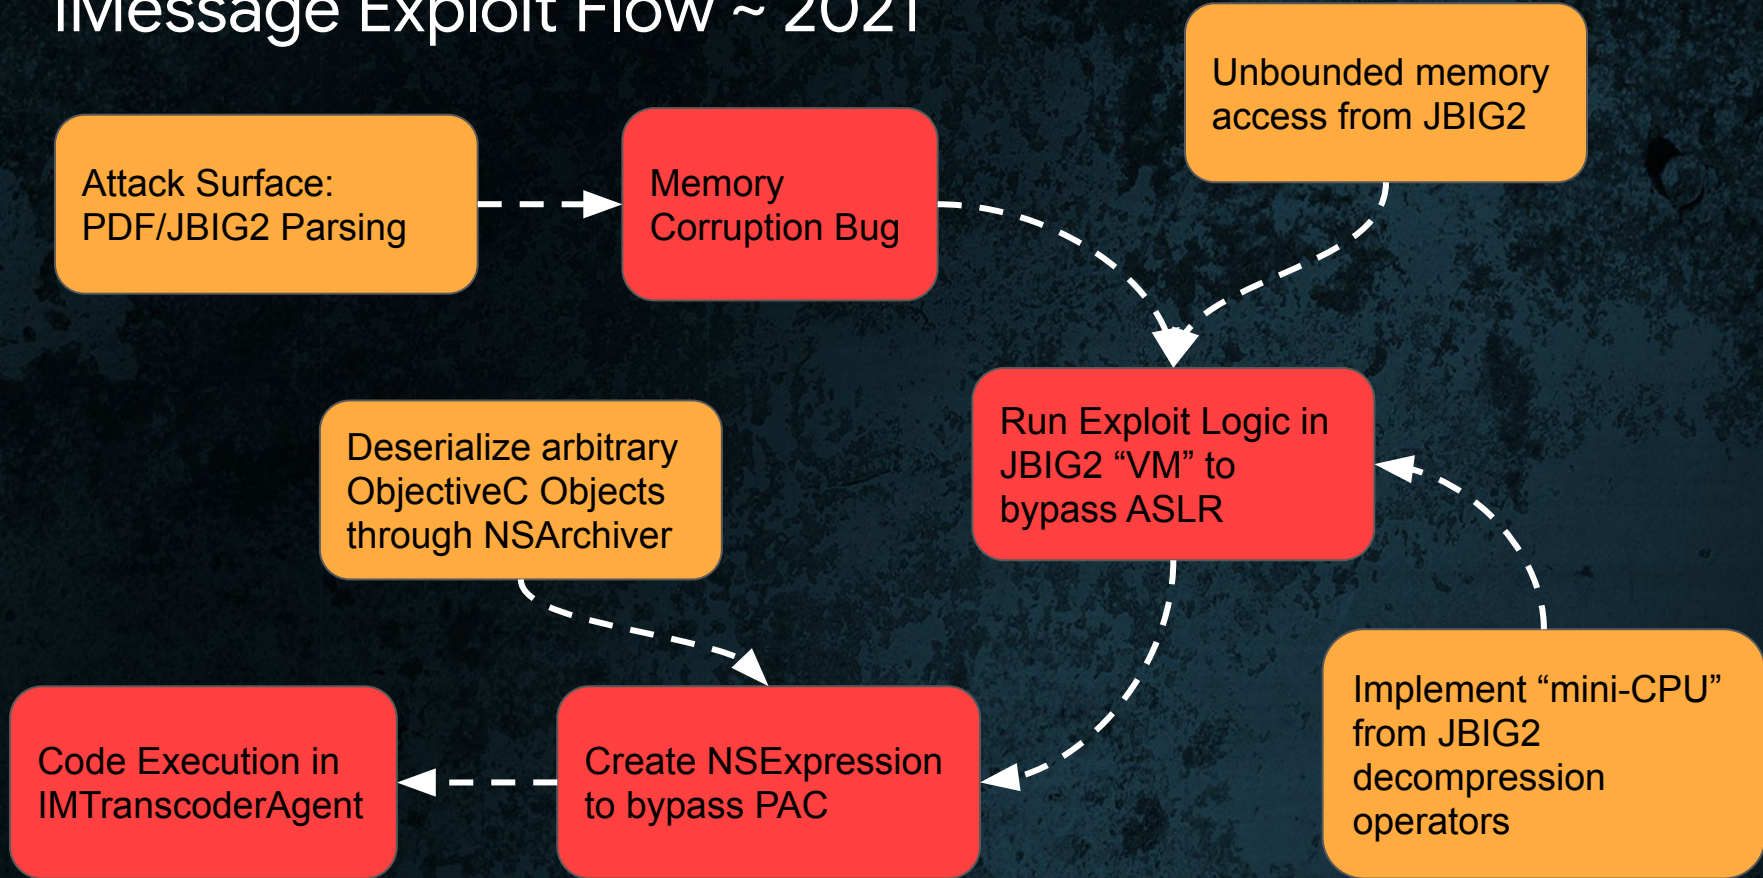 iMessage Exploit Flow ~ 2021
Unbounded memory
access from JBIG2
Attack Surface:
PDF/JBIG2 Parsing
Memory
Corruption Bug
Deserialize arbitrary
ObjectiveC Objects
through NSArchiver
Run Exploit Logic in
JBIG2 “VM” to
bypass ASLR
Implement “mini-CPU”
from JBIG2
decompression
operators
Create NSExpression
to bypass PAC
Code Execution in
IMTranscoderAgent